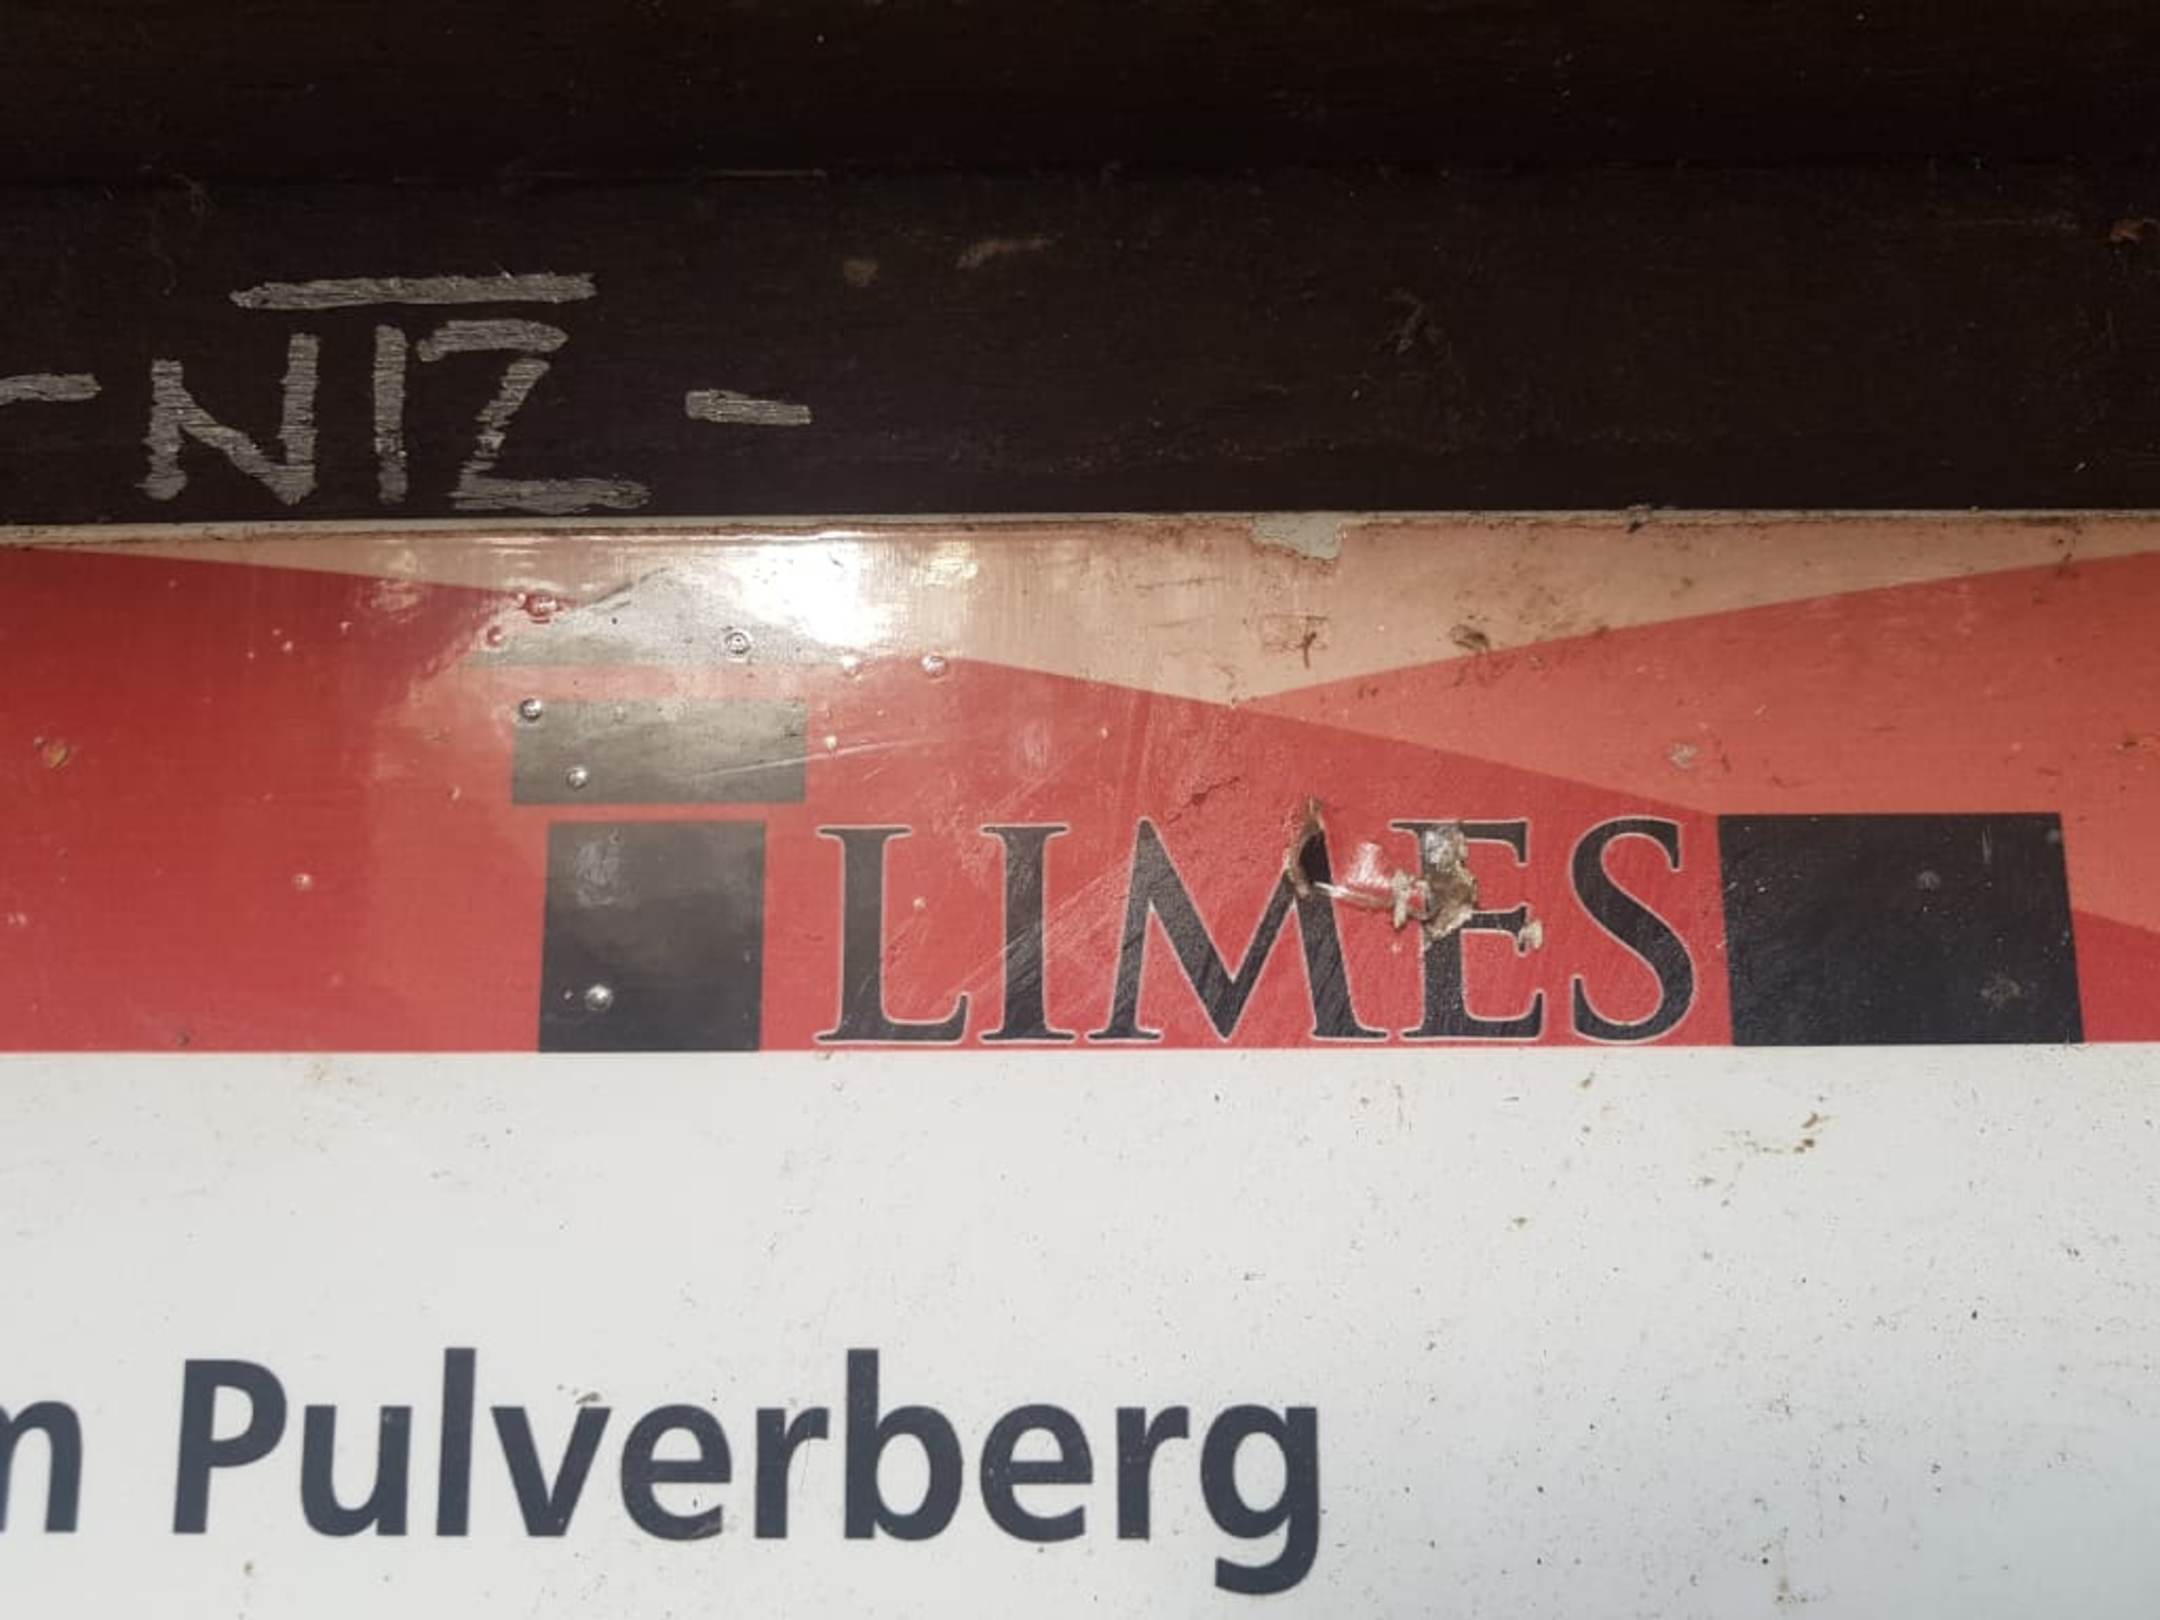 - NTZ -
LIMES
m Pulverberg